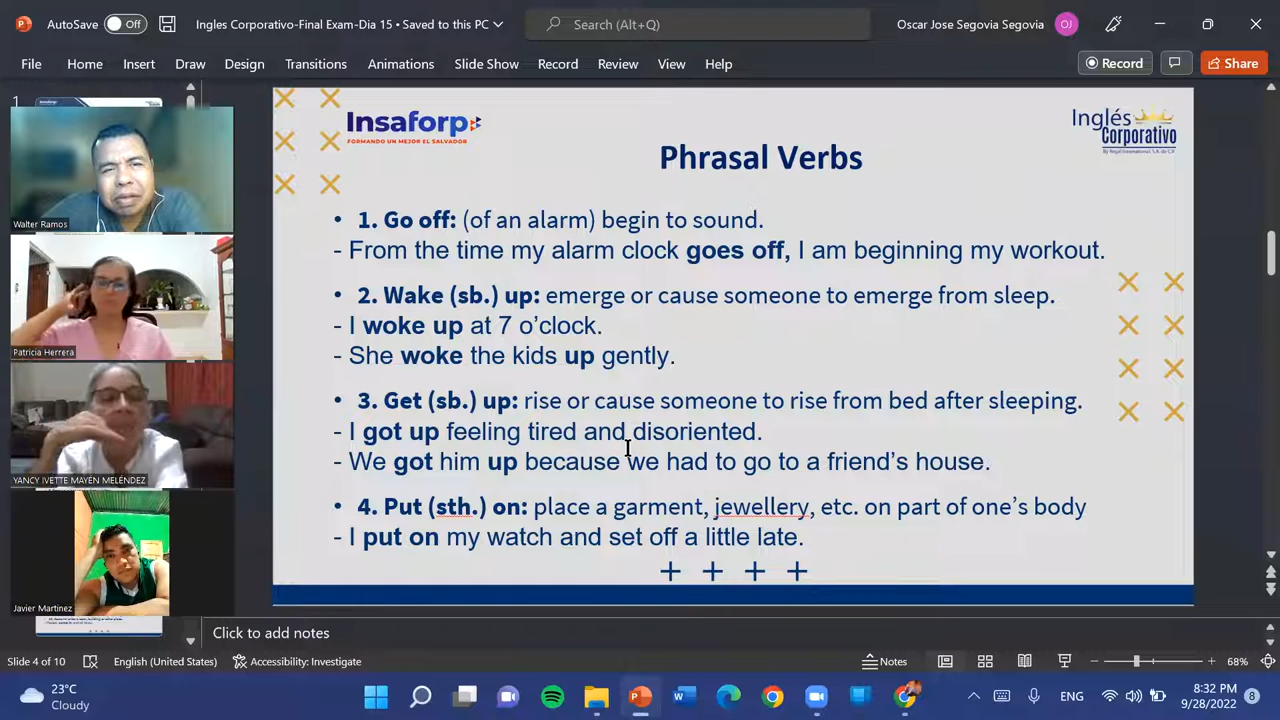 AutoSave Off Ingles Corporativo-Final Exam-Dia 15 • Saved to this PC Search (Alt+Q) Oscar Jose Segovia Segovia OJ
File Home Insert Draw Design Transitions Animations Slide Show Record Review View Help Record Share
1
Walter Ramos
Patricia Herrera
YANCY IVETTE MAYÉN MELÉNDEZ
Javier Martinez
Insaforp
FORMANDO UN MEJOR EL SALVADOR
Inglés
Corporativo
Phrasal Verbs
• 1. Go off: (of an alarm) begin to sound.
- From the time my alarm clock goes off, I am beginning my workout.
• 2. Wake (sb.) up: emerge or cause someone to emerge from sleep.
- I woke up at 7 o’clock.
- She woke the kids up gently.
• 3. Get (sb.) up: rise or cause someone to rise from bed after sleeping.
- I got up feeling tired and disoriented.
- We got him up because we had to go to a friend’s house.
• 4. Put (sth.) on: place a garment, jewellery, etc. on part of one’s body
- I put on my watch and set off a little late.
Click to add notes
Slide 4 of 10 English (United States) Accessibility: Investigate Notes 68%
23°C
Cloudy
ENG
8:32 PM
9/28/2022
8